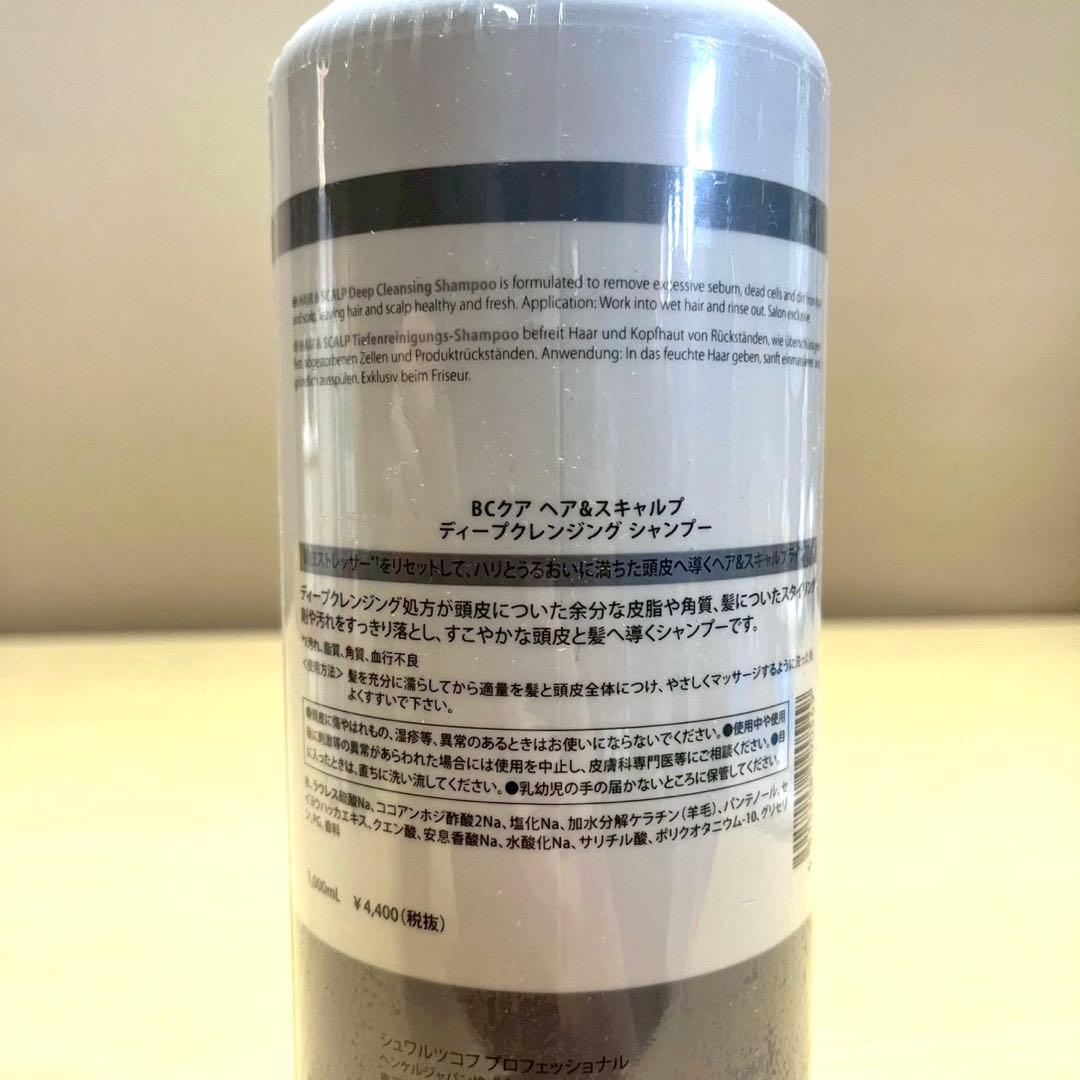 HAIR & SCALP Deep Cleansing Shampoo is formulated to remove excessive sebum, dead cells and dirt from
and scalp, leaving hair and scalp healthy and fresh. Application: Work into wet hair and rinse out. Salon exclusive.
HAIR & SCALP Tiefenreinigungs-Shampoo befreit Haar und Kopfhaut von Rückständen, wie
abgestorbenen Zellen und Produktrückständen. Anwendung: In das feuchte Haar geben, sanft einmassieren und
gründlich ausspülen. Exklusiv beim Friseur.
BCクア ヘア&スキャルプ
ディープクレンジング シャンプー
ストレッサー*1をリセットして、ハリとうるおいに満ちた頭皮へ導くヘア&スキャルプ
ディープクレンジング処方が頭皮についた余分な皮脂や角質、髪についたスタイリング
剤や汚れをすっきり落とし、すこやかな頭皮と髪へ導くシャンプーです。
*1汚れ、脂質、角質、血行不良
<使用方法> 髪を充分に濡らしてから適量を髪と頭皮全体につけ、やさしくマッサージするように洗った後、
よくすすいで下さい。
●頭皮に傷やはれもの、湿疹等、異常のあるときはお使いにならないでください。●使用中や使用
後に刺激等の異常があらわれた場合には使用を中止し、皮膚科専門医等にご相談ください。●目
に入ったときは、直ちに洗い流してください。●乳幼児の手の届かないところに保管してください。
水、ラウレス硫酸Na、ココアンホジ酢酸2Na、塩化Na、加水分解ケラチン(羊毛)、パンテノール、セ
イヨウハッカエキス、クエン酸、安息香酸Na、水酸化Na、サリチル酸、ポリクオタニウム-10、グリセリ
ン、PG、香料
1,000mL ¥4,400(税抜)
シュワルツコフ プロフェッショナル
ヘンケルジャパン